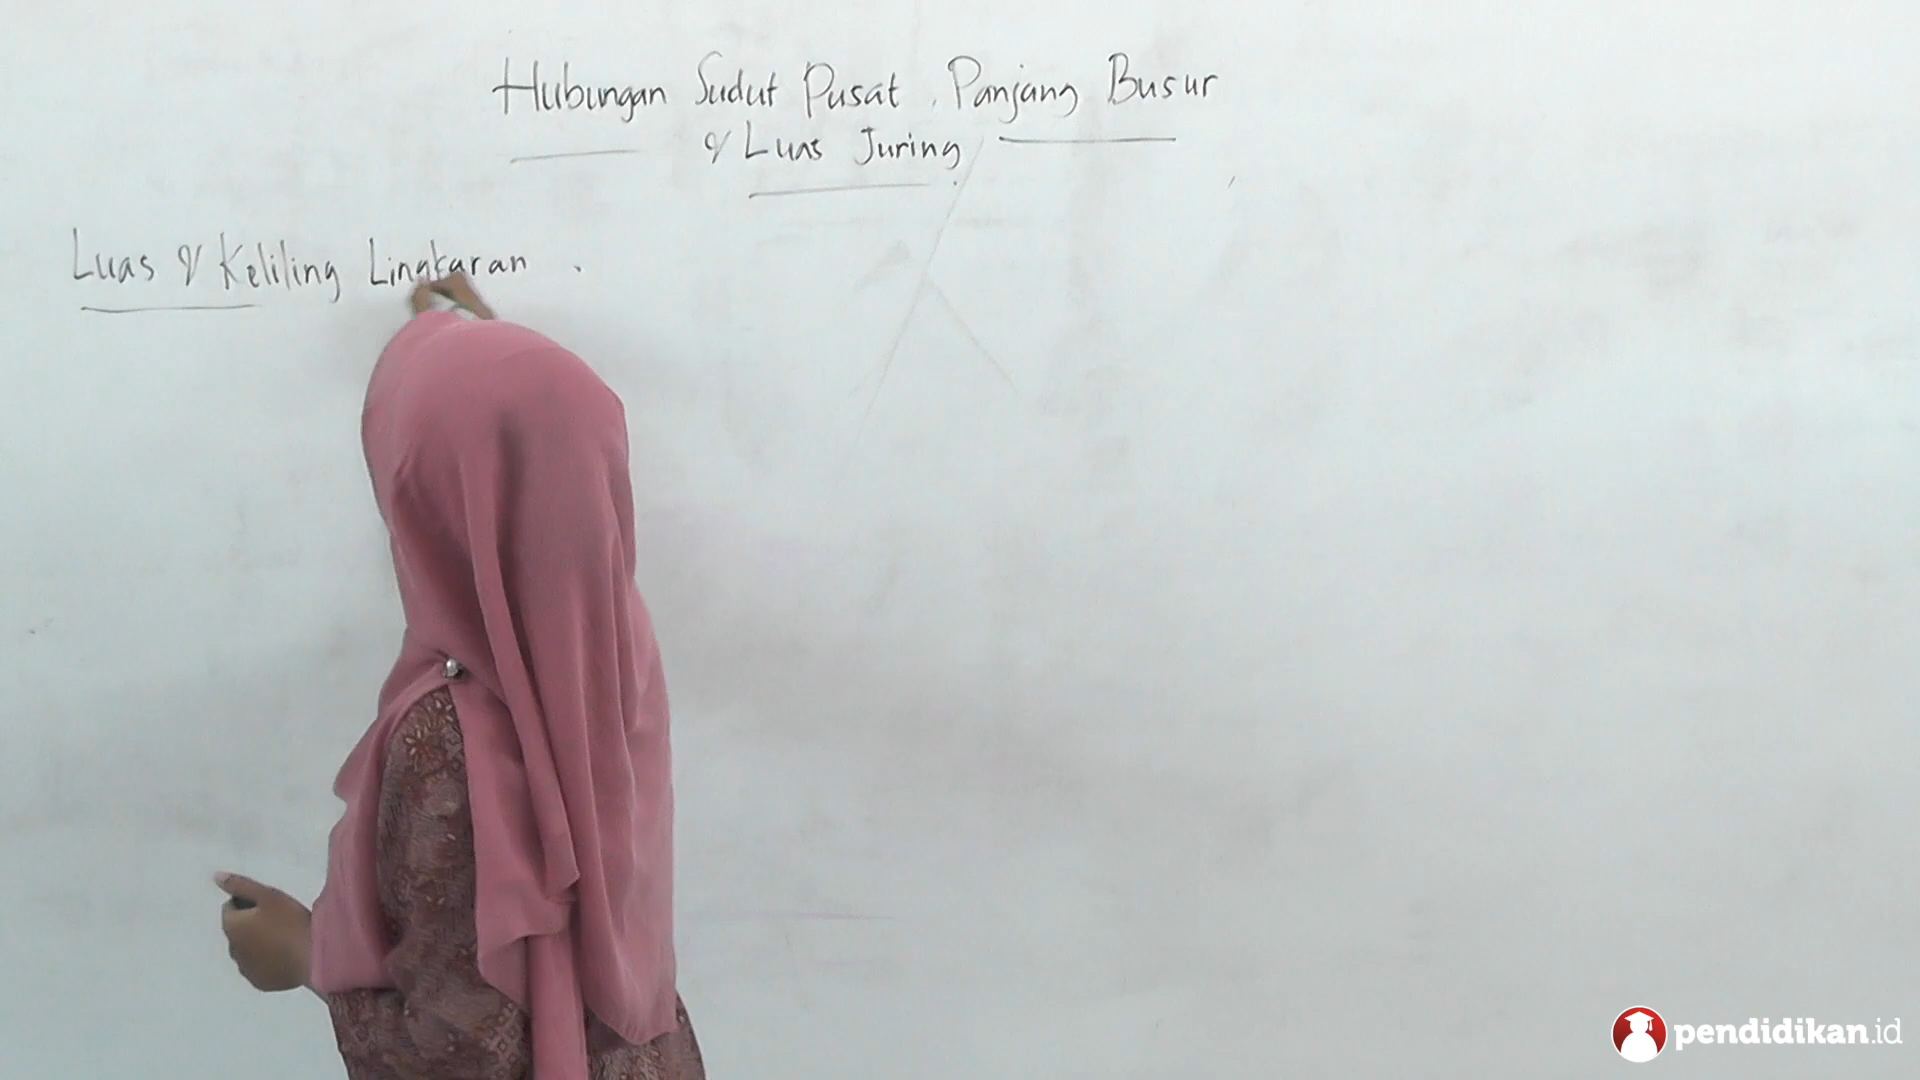 Hubungan Sudut Pusat, Panjang Busur
& Luas Juring
Luas & Keliling Lingkaran
pendidikan.id